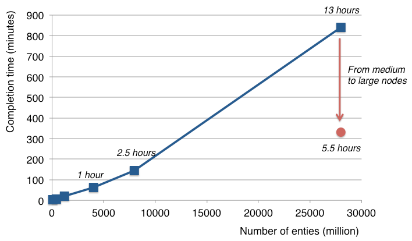 13 hours
900
800
700
600
500
400
300
200
100
0
Completion time (minutes)
From medium
to large nodes
5.5 hours
2.5 hours
1 hour
0
5000
10000
15000
20000
25000
30000
Number of enties (million)